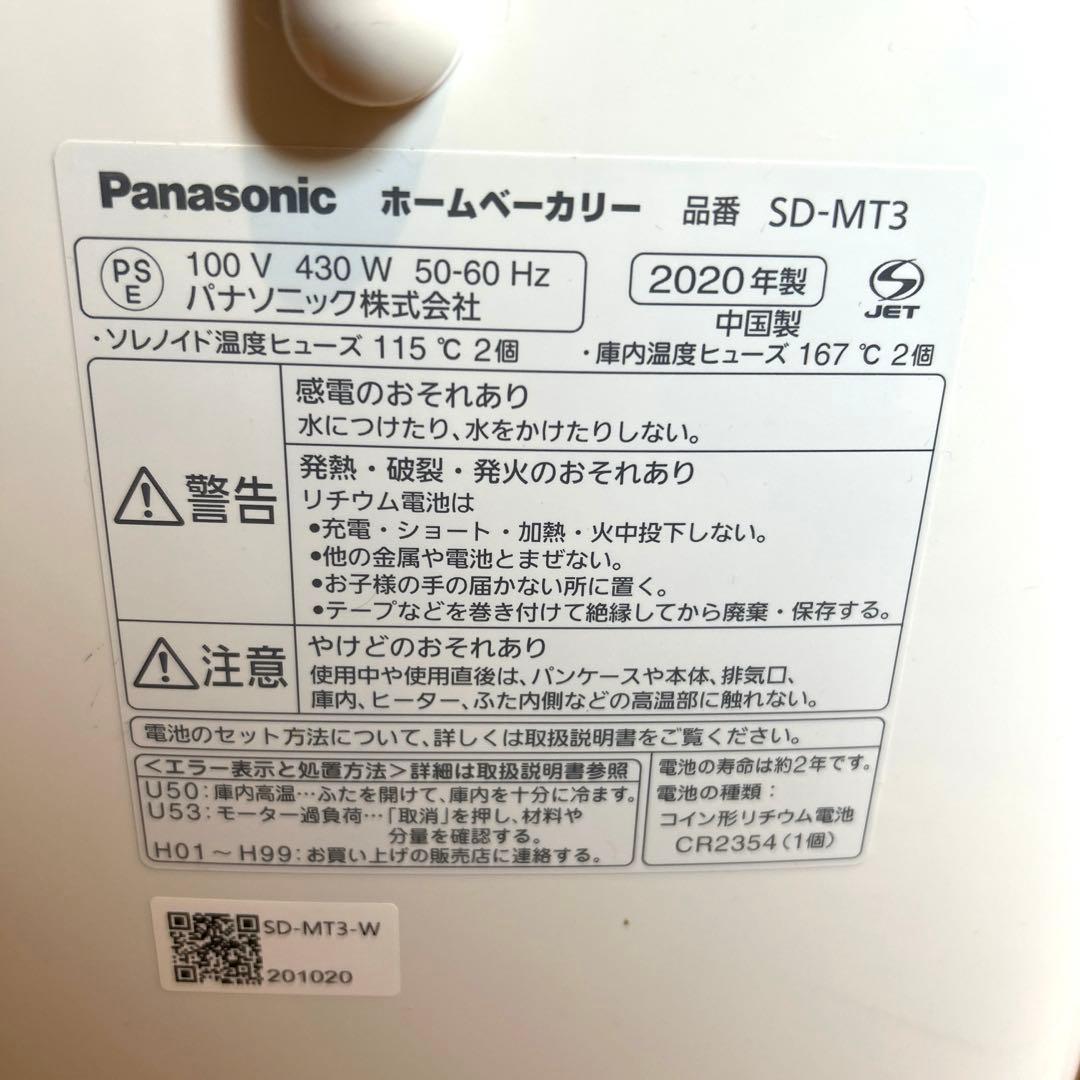 Panasonic ホームベーカリー 品番 SD-MT3
PS
E
100 V 430 W 50-60 Hz
パナソニック株式会社
2020年製
中国製
JET
・ソレノイド温度ヒューズ 115 ℃ 2個 ・庫内温度ヒューズ 167 ℃ 2個
警告
感電のおそれあり
水につけたり、水をかけたりしない。
発熱・破裂・発火のおそれあり
リチウム電池は
●充電・ショート・加熱・火中投下しない。
●他の金属や電池とまぜない。
●お子様の手の届かない所に置く。
●テープなどを巻き付けて絶縁してから廃棄・保存する。
注意
やけどのおそれあり
使用中や使用直後は、パンケースや本体、排気口、
庫内、ヒーター、ふた内側などの高温部に触れない。
電池のセット方法について、詳しくは取扱説明書をご覧ください。
＜エラー表示と処置方法＞詳細は取扱説明書参照
U50：庫内高温…ふたを開けて、庫内を十分に冷ます。
U53：モーター過負荷…「取消」を押し、材料や
分量を確認する。
H01～H99：お買い上げの販売店に連絡する。
電池の寿命は約2年です。
電池の種類：
コイン形リチウム電池
CR2354（1個）
SD-MT3-W
201020